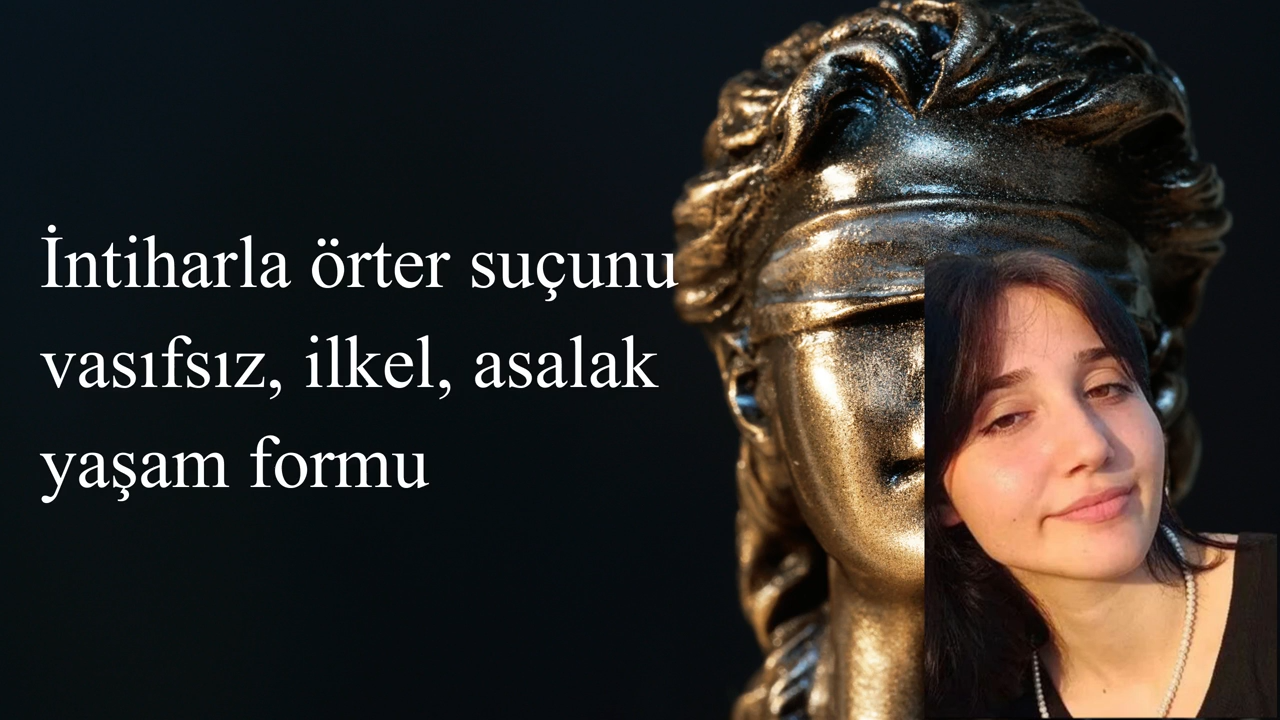 İntiharla örter suçunu
vasıfsız, ilkel, asalak
yaşam formu